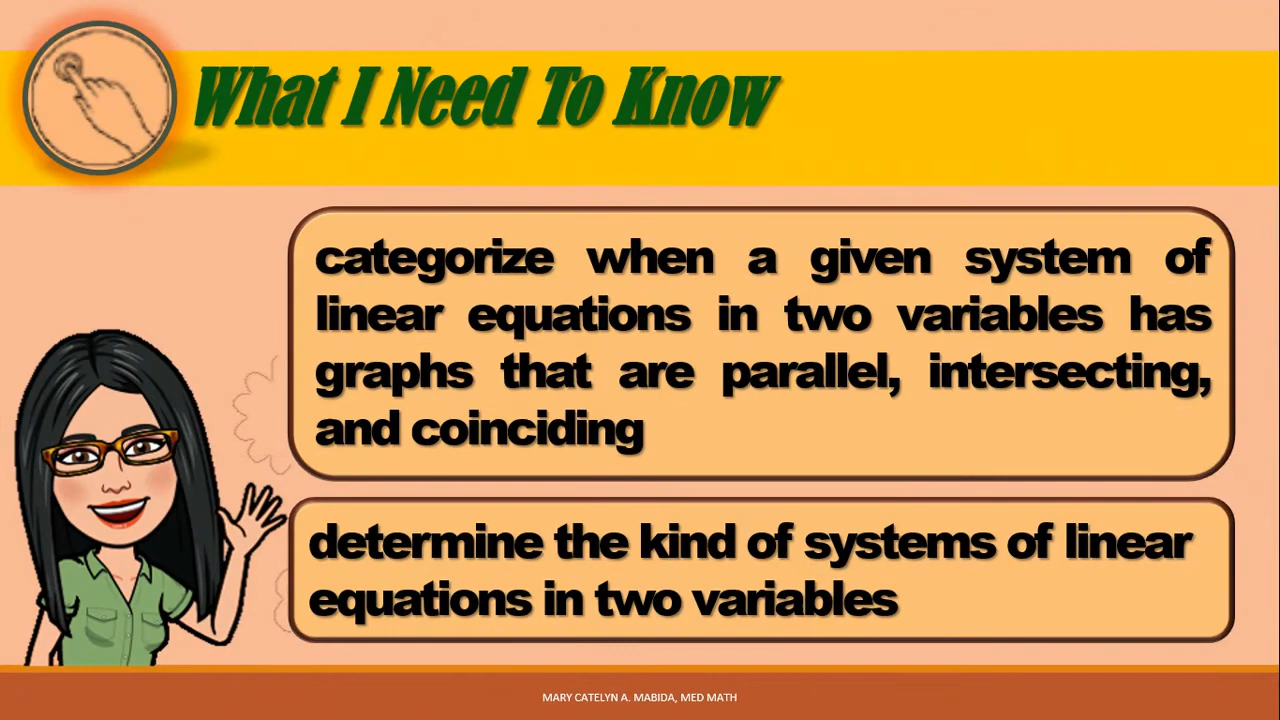 What I Need To Know
categorize when a given system of
linear equations in two variables has
graphs that are parallel, intersecting,
and coinciding
determine the kind of systems of linear
equations in two variables
MARY CATELYN A. MABIDA, MED MATH